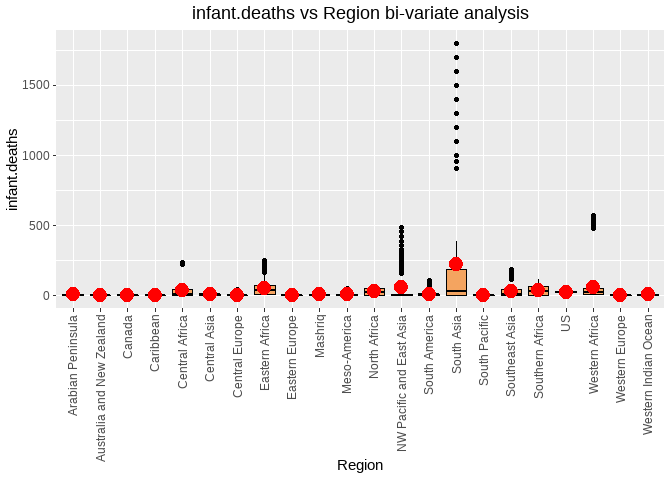 infant.deaths vs Region bi-variate analysis
infant.deaths
1500
1000
500
0
Arabian Peninsula
Australia and New Zealand
Canada
Caribbean
Central Africa
Central Asia
Central Europe
Eastern Africa
Eastern Europe
Mashriq
Meso-America
North Africa
NW Pacific and East Asia
South America
South Asia
South Pacific
Southeast Asia
Southern Africa
US
Western Africa
Western Europe
Western Indian Ocean
Region